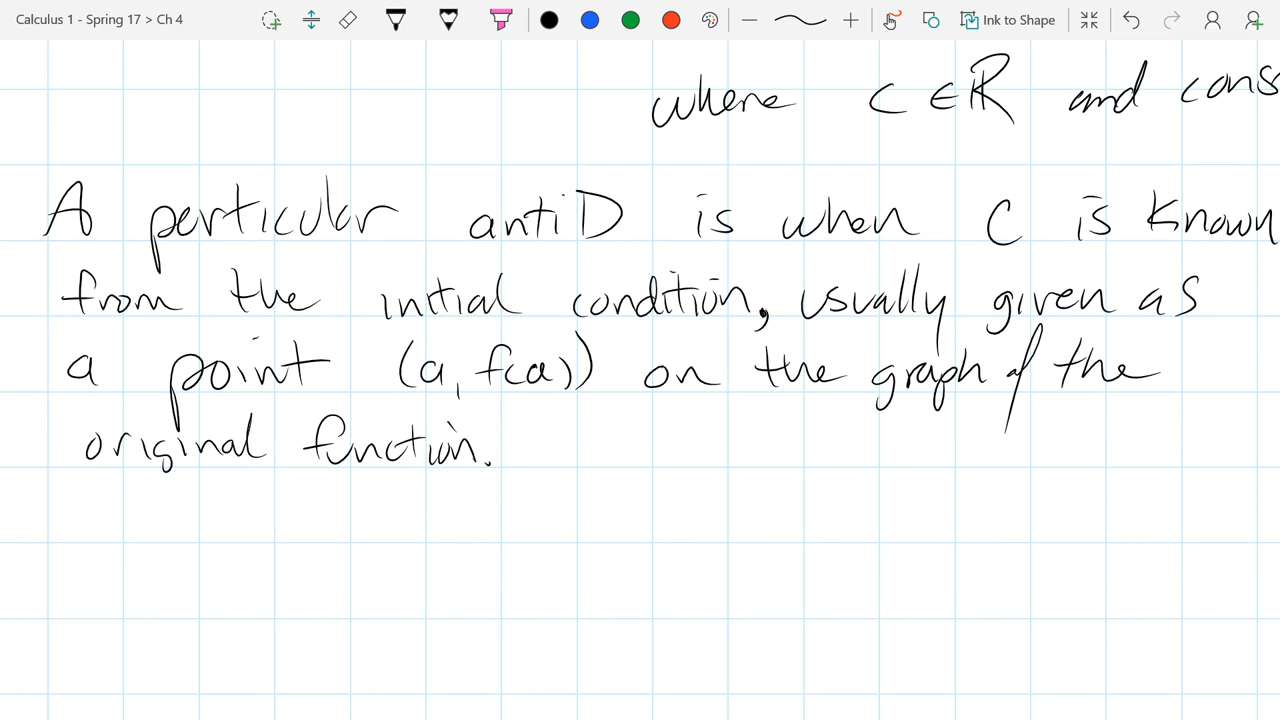 Calculus 1 - Spring 17 > Ch 4
Ink to Shape
where C ∈ ℝ and cons
A particular antiD is when C is known
from the initial condition, usually given as
a point (a, f(a)) on the graph of the
original function.